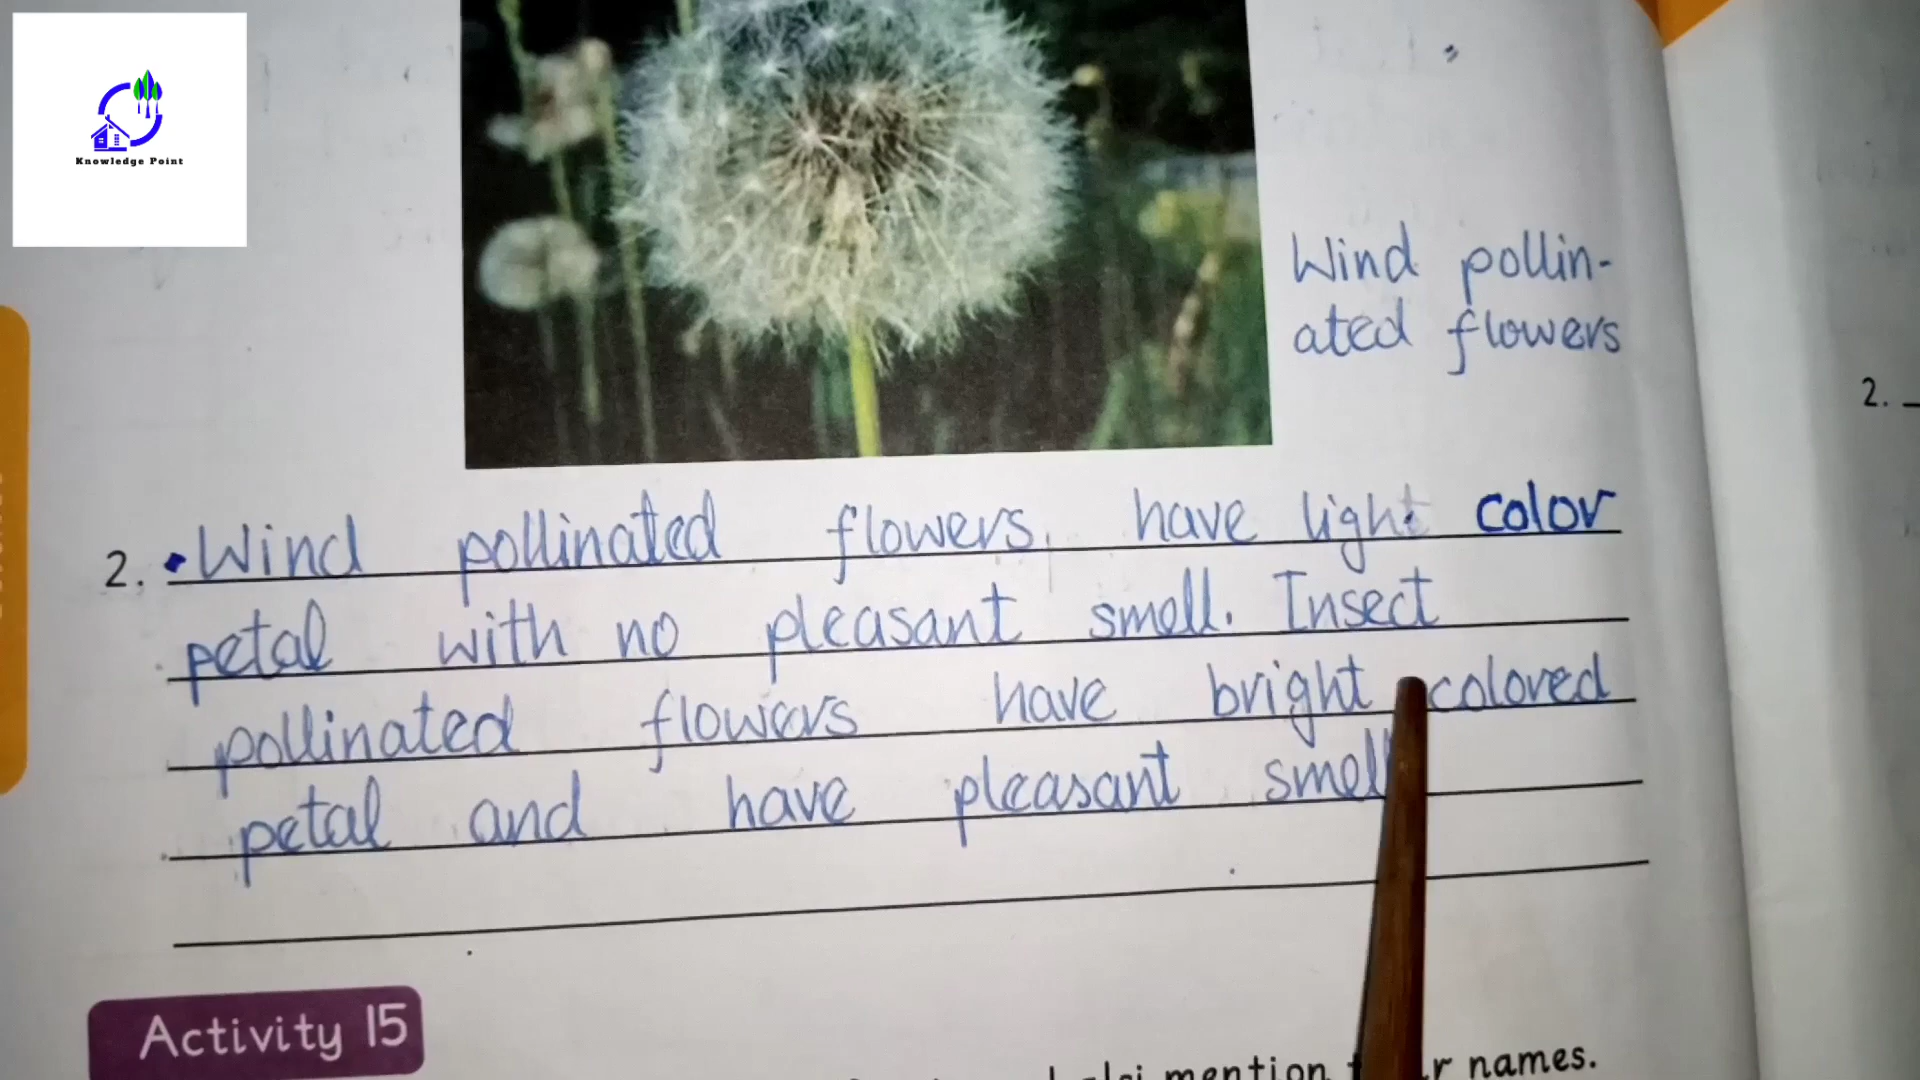 Knowledge Point
Wind pollin-
ated flowers
2. Wind pollinated flowers have light color
petal with no pleasant smell. Insect
pollinated flowers have bright colored
petal and have pleasant smell
2.
Activity 15
mention names.